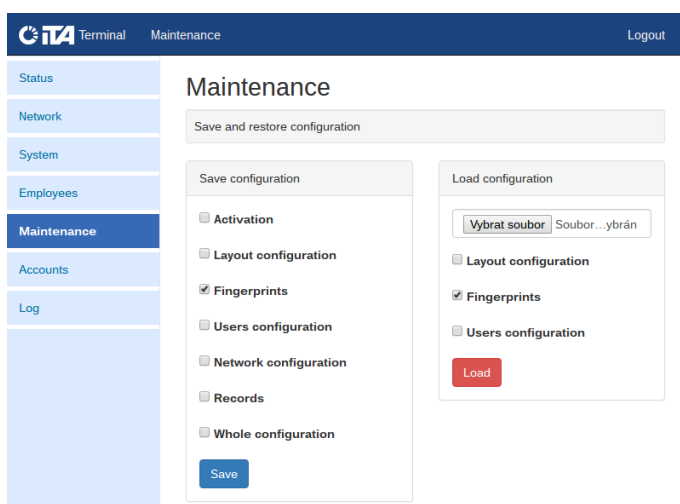 iTA Terminal Maintenance Logout
Status
Network
System
Employees
Maintenance
Accounts
Log
Maintenance
Save and restore configuration
Save configuration
Activation
Layout configuration
Fingerprints
Users configuration
Network configuration
Records
Whole configuration
Save
Load configuration
Vybrat soubor Soubor…ybrán
Layout configuration
Fingerprints
Users configuration
Load